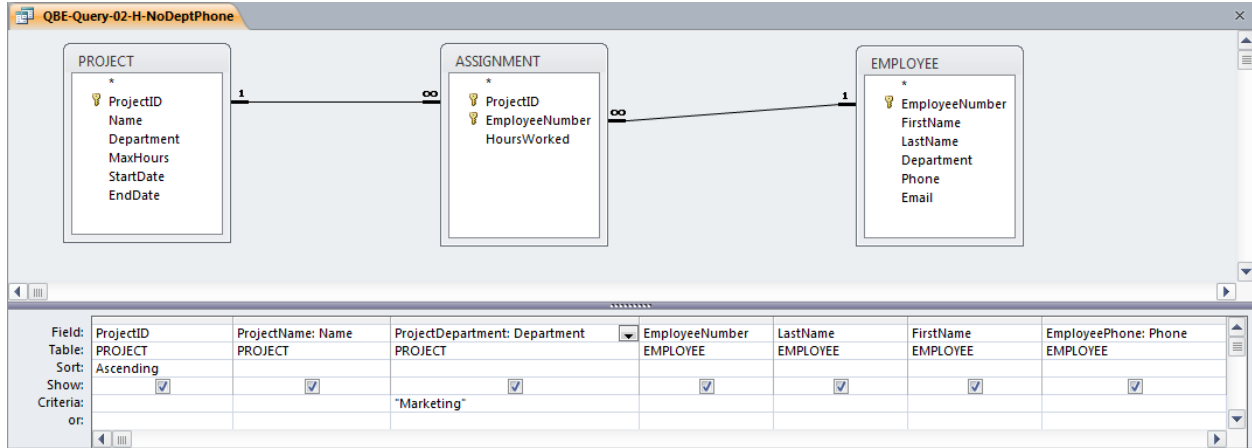 QBE-Query-02-H-NoDeptPhone
PROJECT
*
ProjectID
Name
Department
MaxHours
StartDate
EndDate
1
∞
ASSIGNMENT
*
ProjectID
EmployeeNumber
HoursWorked
∞
1
EMPLOYEE
*
EmployeeNumber
FirstName
LastName
Department
Phone
Email
Field: ProjectID ProjectName: Name ProjectDepartment: Department EmployeeNumber LastName FirstName EmployeePhone: Phone
Table: PROJECT PROJECT PROJECT EMPLOYEE EMPLOYEE EMPLOYEE EMPLOYEE
Sort: Ascending
Show:
Criteria: "Marketing"
or: